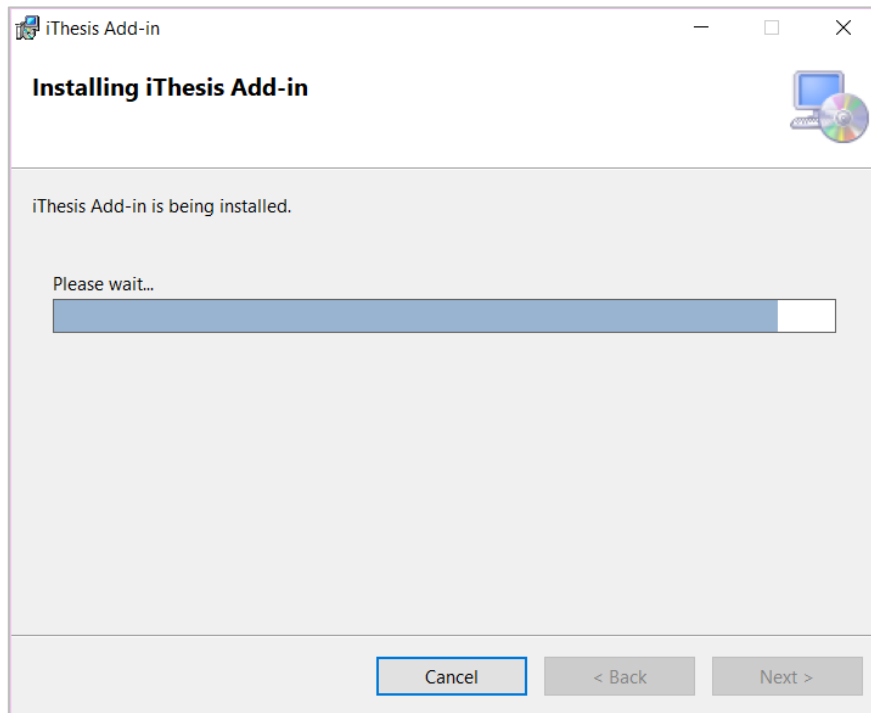 iThesis Add-in
Installing iThesis Add-in
iThesis Add-in is being installed.
Please wait...
Cancel
< Back
Next >